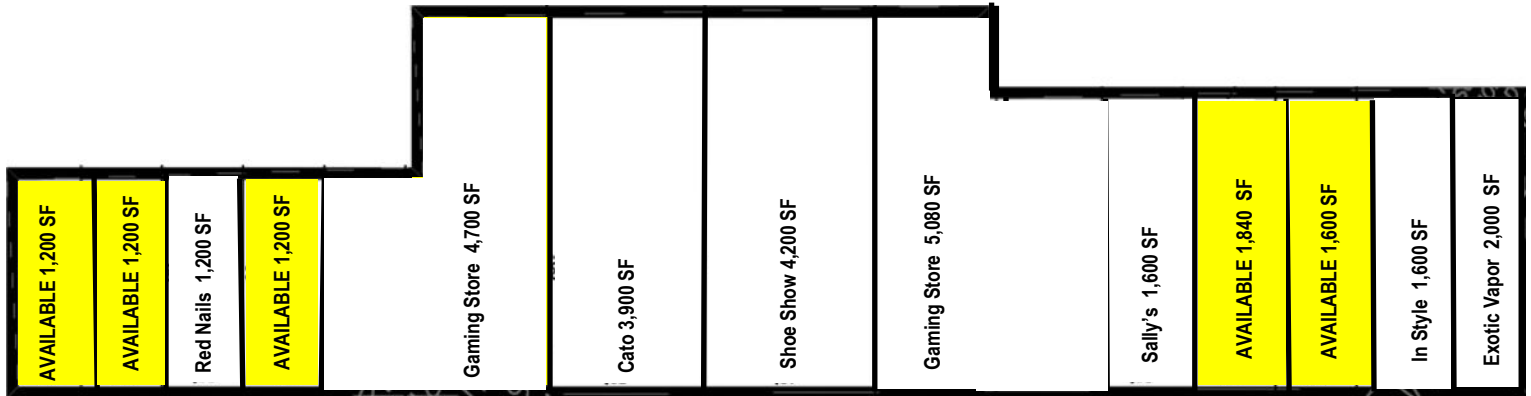 AVAILABLE 1,200 SF
AVAILABLE 1,200 SF
Red Nails 1,200 SF
AVAILABLE 1,200 SF
Gaming Store 4,700 SF
Cato 3,900 SF
Shoe Show 4,200 SF
Gaming Store 5,080 SF
Sally's 1,600 SF
AVAILABLE 1,840 SF
AVAILABLE 1,600 SF
In Style 1,600 SF
Exotic Vapor 2,000 SF